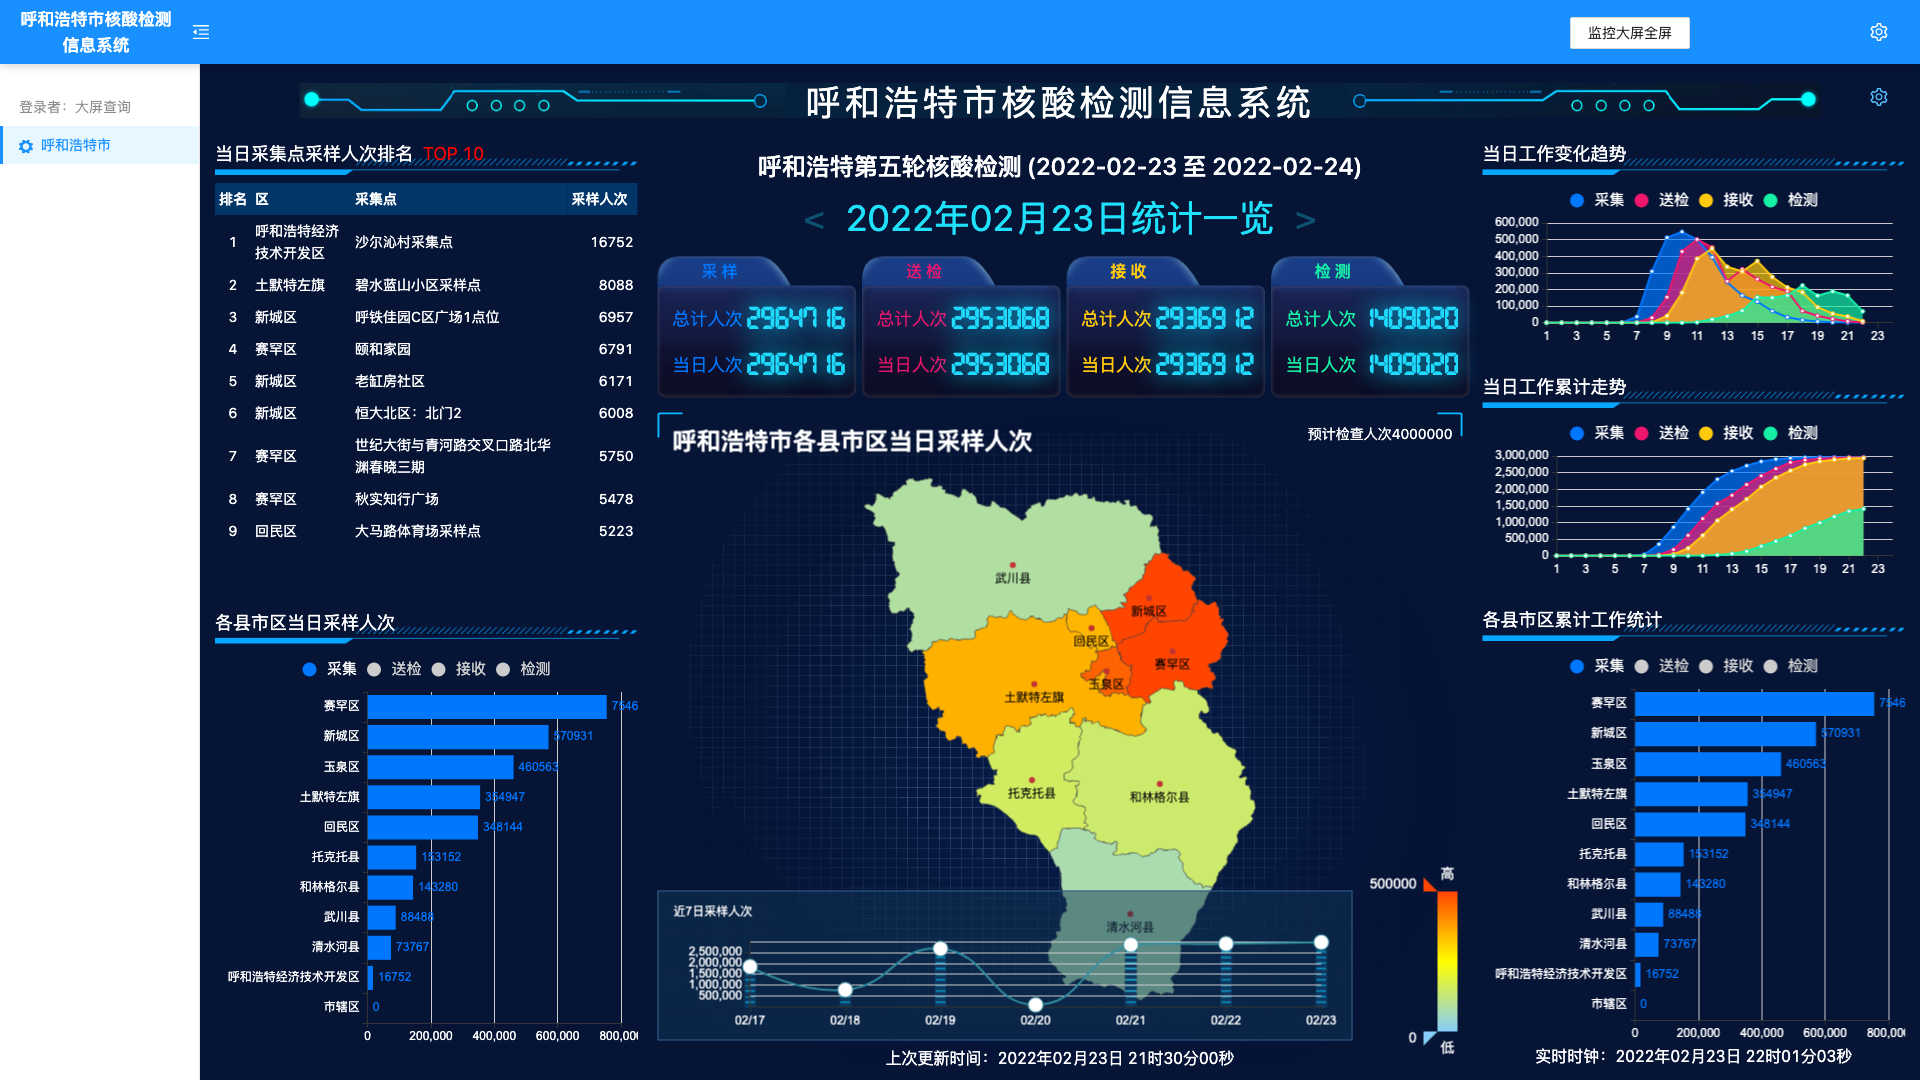 呼和浩特市核酸检测
信息系统
监控大屏全屏
登录者：大屏查询
呼和浩特市
呼和浩特市核酸检测信息系统
当日采集点采样人次排名 TOP 10
排名 区 采集点 采样人次
1 呼和浩特经济技术开发区 沙尔沁村采集点 16752
2 土默特左旗 碧水蓝山小区采样点 8088
3 新城区 呼铁佳园C区广场1点位 6957
4 赛罕区 颐和家园 6791
5 新城区 老缸房社区 6171
6 新城区 恒大北区：北门2 6008
7 赛罕区 世纪大街与青河路交叉口路北华渊春晓三期 5750
8 赛罕区 秋实知行广场 5478
9 回民区 大马路体育场采样点 5223
各县市区当日采样人次
采集 送检 接收 检测
赛罕区 7546
新城区 570931
玉泉区 460563
土默特左旗 354947
回民区 348144
托克托县 153152
和林格尔县 143280
武川县 88488
清水河县 73767
呼和浩特经济技术开发区 16752
市辖区 0
0 200,000 400,000 600,000 800,00
呼和浩特第五轮核酸检测 (2022-02-23 至 2022-02-24)
< 2022年02月23日统计一览 >
采样
总计人次 2964716
当日人次 2964716
送检
总计人次 2953068
当日人次 2953068
接收
总计人次 2936912
当日人次 2936912
检测
总计人次 1409020
当日人次 1409020
呼和浩特市各县市区当日采样人次
预计检查人次4000000
武川县
新城区
回民区
赛罕区
玉泉区
土默特左旗
托克托县
和林格尔县
清水河县
高
500000
0
低
近7日采样人次
2,500,000
2,000,000
1,500,000
1,000,000
500,000
02/17 02/18 02/19 02/20 02/21 02/22 02/23
上次更新时间：2022年02月23日 21时30分00秒
当日工作变化趋势
采集 送检 接收 检测
600,000
500,000
400,000
300,000
200,000
100,000
0
1 3 5 7 9 11 13 15 17 19 21 23
当日工作累计走势
采集 送检 接收 检测
3,000,000
2,500,000
2,000,000
1,500,000
1,000,000
500,000
0
1 3 5 7 9 11 13 15 17 19 21 23
各县市区累计工作统计
采集 送检 接收 检测
赛罕区 7546
新城区 570931
玉泉区 460563
土默特左旗 354947
回民区 348144
托克托县 153152
和林格尔县 143280
武川县 88488
清水河县 73767
呼和浩特经济技术开发区 16752
市辖区 0
0 200,000 400,000 600,000 800,00
实时时钟：2022年02月23日 22时01分03秒